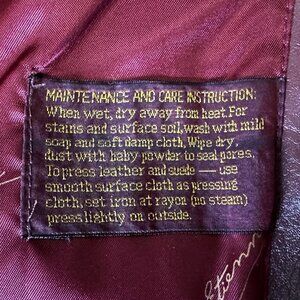 MAINTENANCE AND CARE INSTRUCTION:
When wet, dry away from heat. For
stains and surface soil, wash with mild
soap and soft damp cloth. Wipe dry,
dust with baby powder to seal pores.
To press leather and suede — use
smooth surface cloth as pressing
cloth, set iron at rayon (no steam)
press lightly on outside.